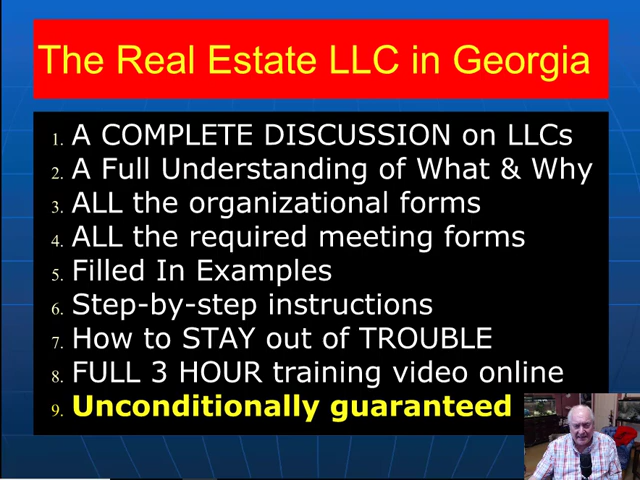 The Real Estate LLC in Georgia
1. A COMPLETE DISCUSSION on LLCs
2. A Full Understanding of What & Why
3. ALL the organizational forms
4. ALL the required meeting forms
5. Filled In Examples
6. Step-by-step instructions
7. How to STAY out of TROUBLE
8. FULL 3 HOUR training video online
9. Unconditionally guaranteed